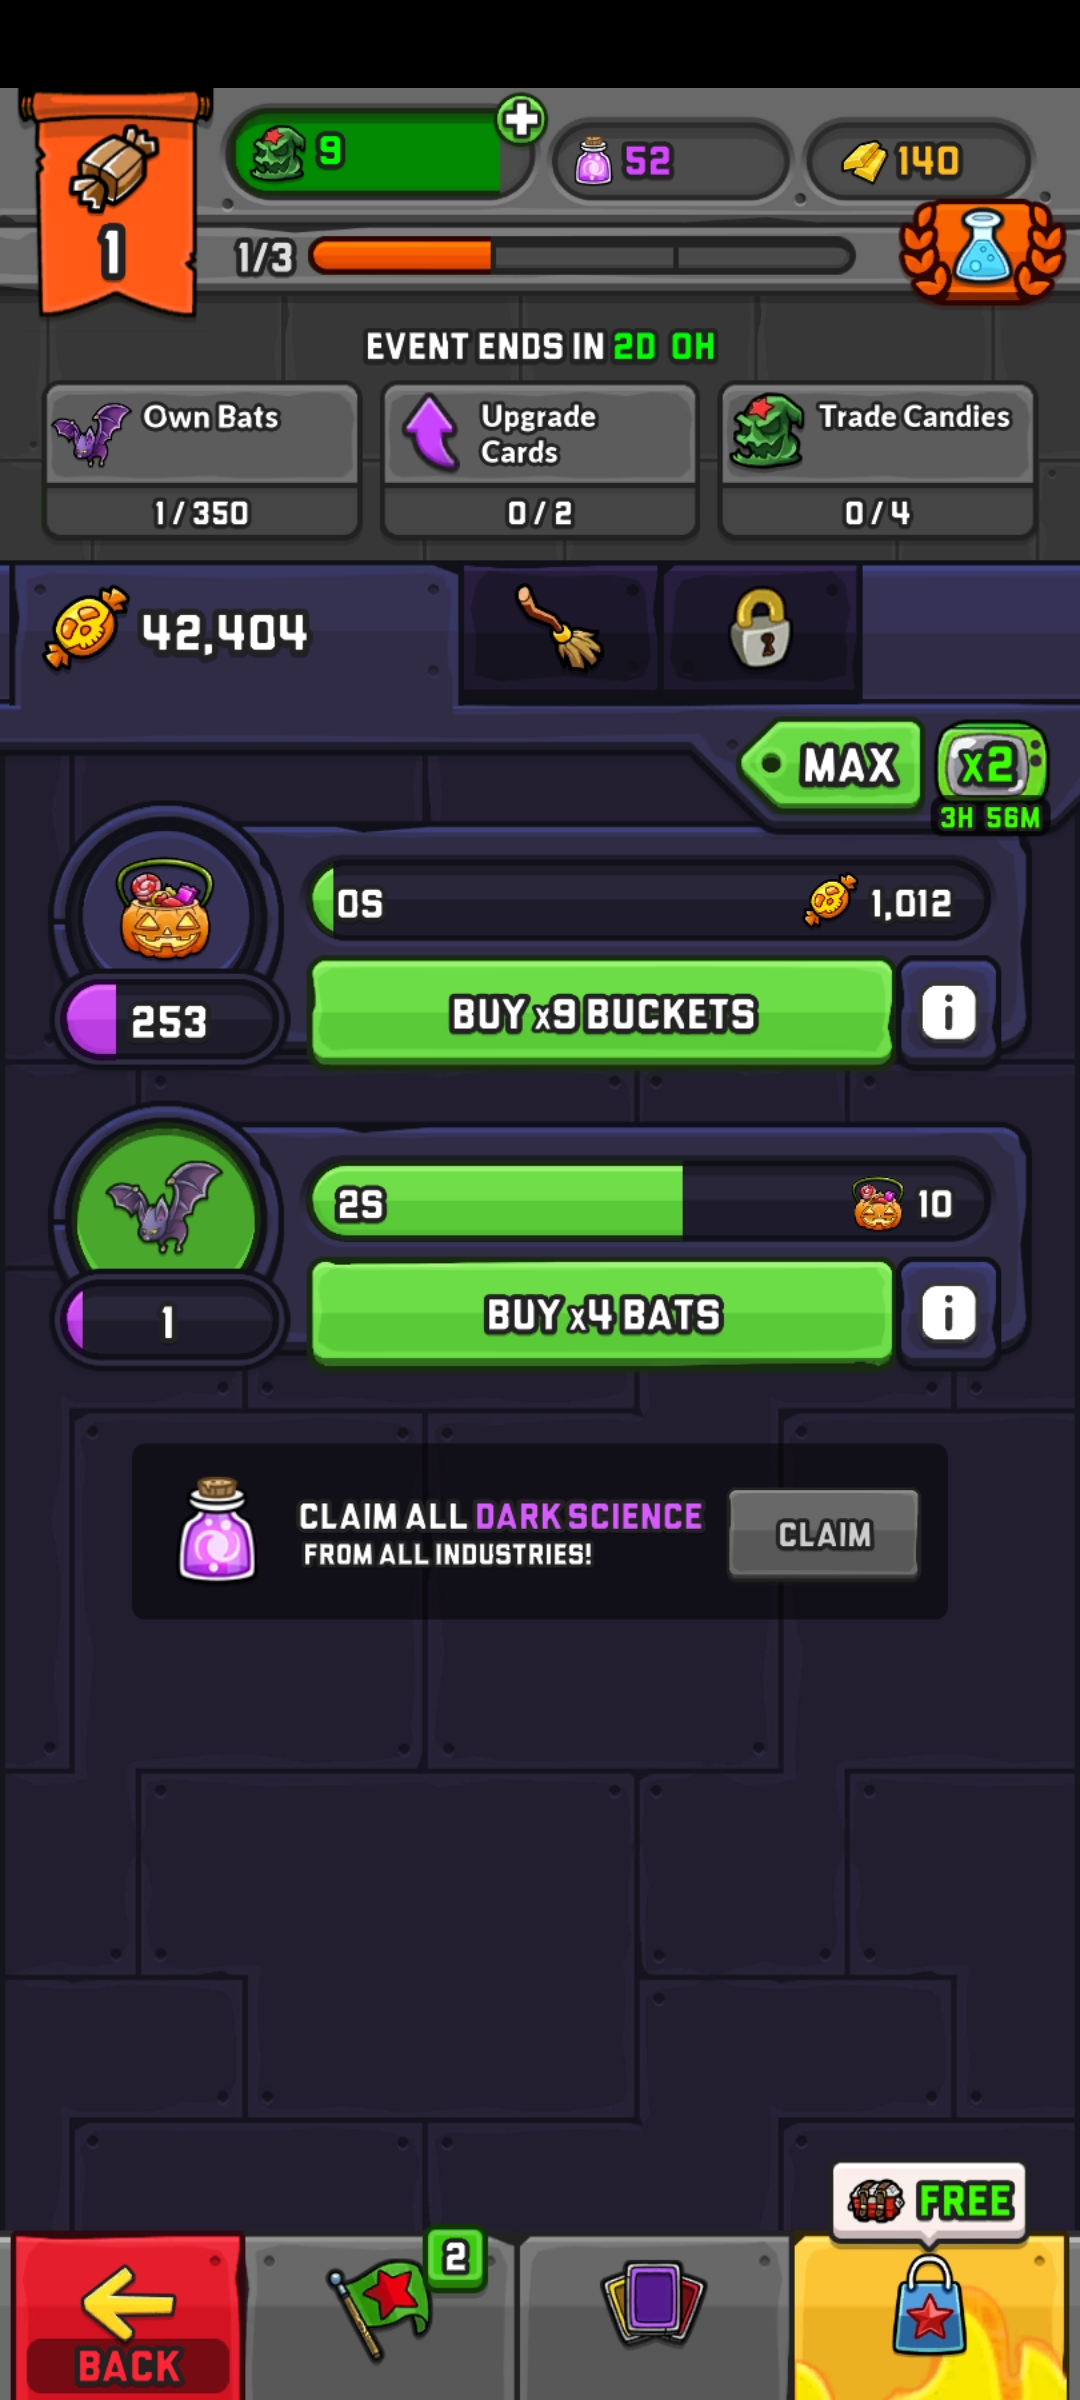 9
52
140
1
1/3
EVENT ENDS IN 2D 0H
Own Bats
Upgrade
Cards
Trade Candies
1 / 350
0 / 2
0 / 4
42,404
MAX
x2
3H 56M
0S
1,012
253
BUY x9 BUCKETS
i
2S
10
1
BUY x4 BATS
i
CLAIM ALL DARK SCIENCE
FROM ALL INDUSTRIES!
CLAIM
FREE
2
BACK